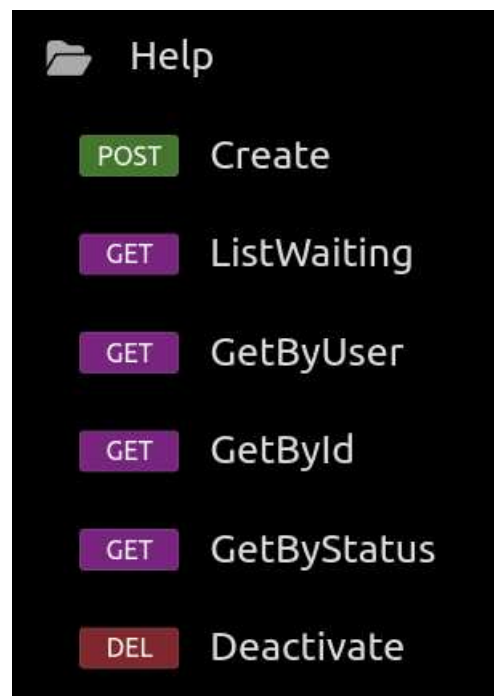 Help
POST Create
GET ListWaiting
GET GetByUser
GET GetById
GET GetByStatus
DEL Deactivate